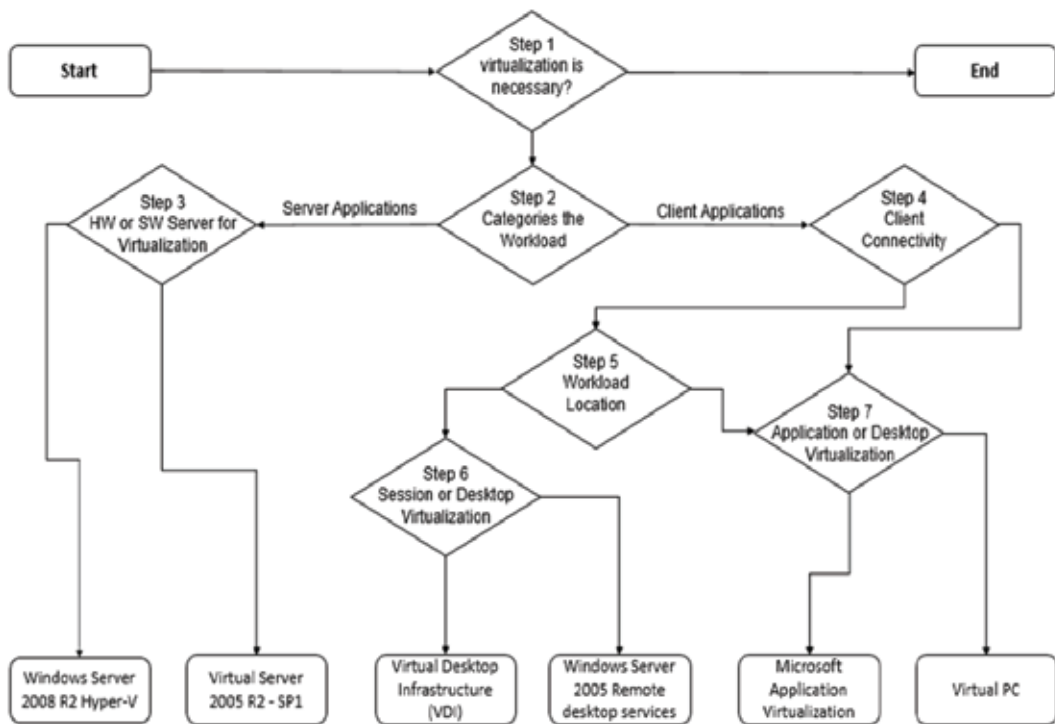 Start
Step 1
virtualization is
necessary?
End
Step 3
HW or SW Server for
Virtualization
Server Applications
Step 2
Categories the
Workload
Client Applications
Step 4
Client
Connectivity
Step 5
Workload
Location
Step 7
Application or Desktop
Virtualization
Step 6
Session or Desktop
Virtualization
Windows Server
2008 R2 Hyper-V
Virtual Server
2005 R2 - SP1
Virtual Desktop
Infrastructure
(VDI)
Windows Server
2005 Remote
desktop services
Microsoft
Application
Virtualization
Virtual PC